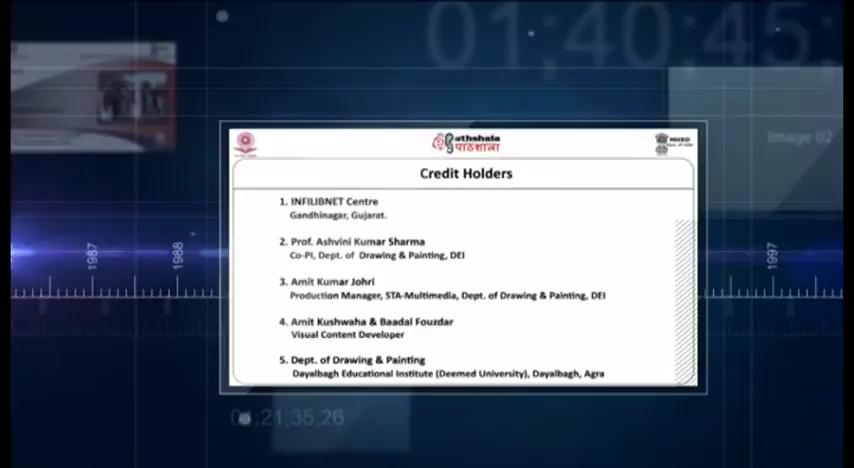 01;40:45;
Image 02
athshala
पाठशाला
MHRD
Credit Holders
1. INFILIBNET Centre
Gandhinagar, Gujarat.
2. Prof. Ashvini Kumar Sharma
Co-PI, Dept. of Drawing & Painting, DEI
3. Amit Kumar Johri
Production Manager, STA-Multimedia, Dept. of Drawing & Painting, DEI
4. Amit Kushwaha & Baadal Fouzdar
Visual Content Developer
5. Dept. of Drawing & Painting
Dayalbagh Educational Institute (Deemed University), Dayalbagh, Agra
1987
1988
1997
01;21;35,26